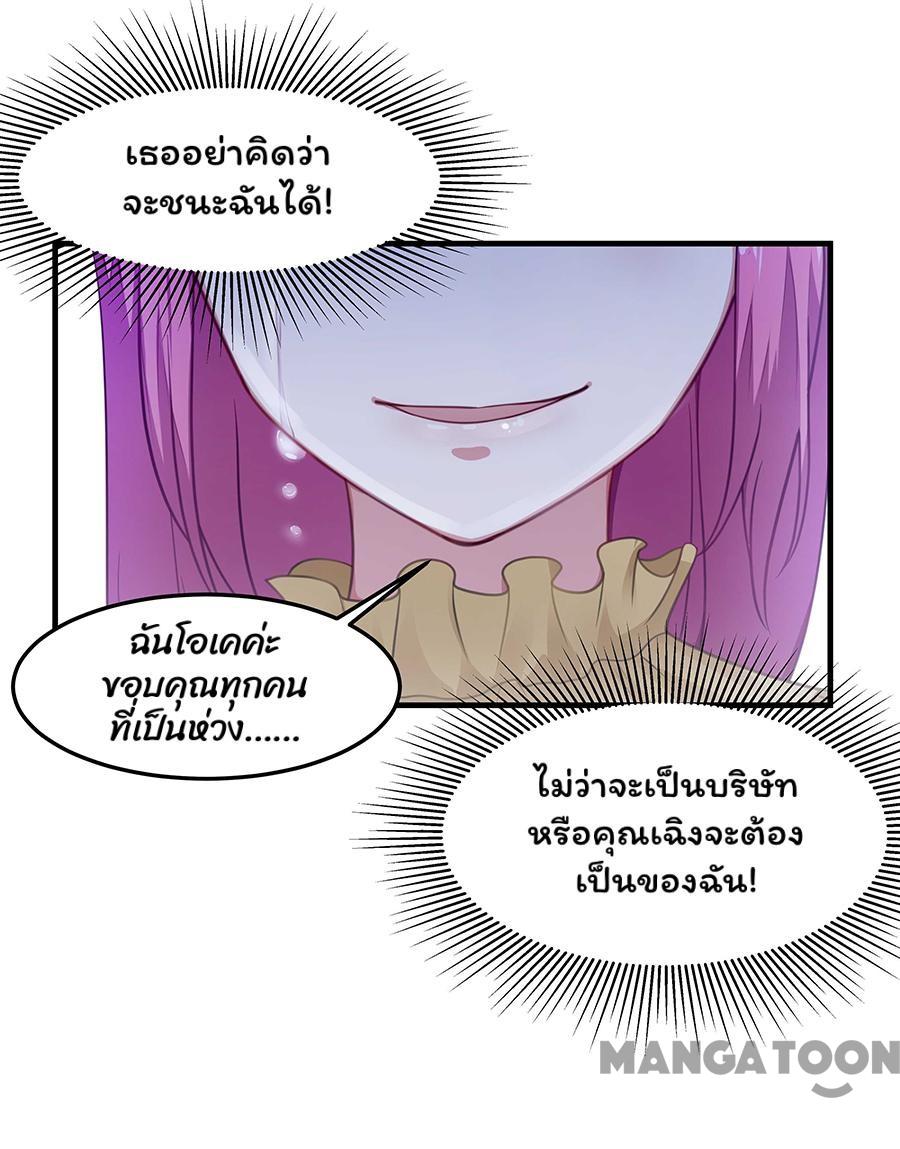 เธออย่าคิดว่า
จะชนะฉันได้!
ฉันโอเคค่ะ
ขอบคุณทุกคน
ที่เป็นห่วง......
ไม่ว่าจะเป็นบริษัท
หรือคุณเฉิงจะต้อง
เป็นของฉัน!
MANGATOON